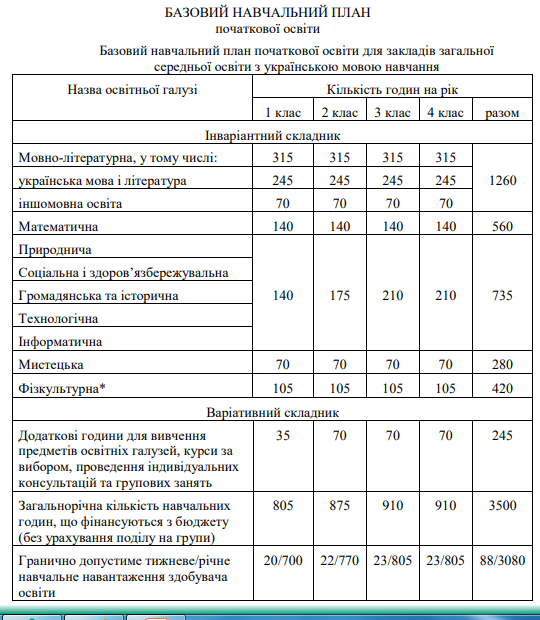 БАЗОВИЙ НАВЧАЛЬНИЙ ПЛАН
початкової освіти
Базовий навчальний план початкової освіти для закладів загальної
середньої освіти з українською мовою навчання
Назва освітньої галузі Кількість годин на рік
1 клас 2 клас 3 клас 4 клас разом
Інваріантний складник
Мовно-літературна, у тому числі: 315 315 315 315
українська мова і література 245 245 245 245 1260
іншомовна освіта 70 70 70 70
Математична 140 140 140 140 560
Природнича
Соціальна і здоров’язбережувальна
Громадянська та історична 140 175 210 210 735
Технологічна
Інформатична
Мистецька 70 70 70 70 280
Фізкультурна* 105 105 105 105 420
Варіативний складник
Додаткові години для вивчення 35 70 70 70 245
предметів освітніх галузей, курси за
вибором, проведення індивідуальних
консультацій та групових занять
Загальнорічна кількість навчальних 805 875 910 910 3500
годин, що фінансуються з бюджету
(без урахування поділу на групи)
Гранично допустиме тижневе/річне 20/700 22/770 23/805 23/805 88/3080
навчальне навантаження здобувача
освіти